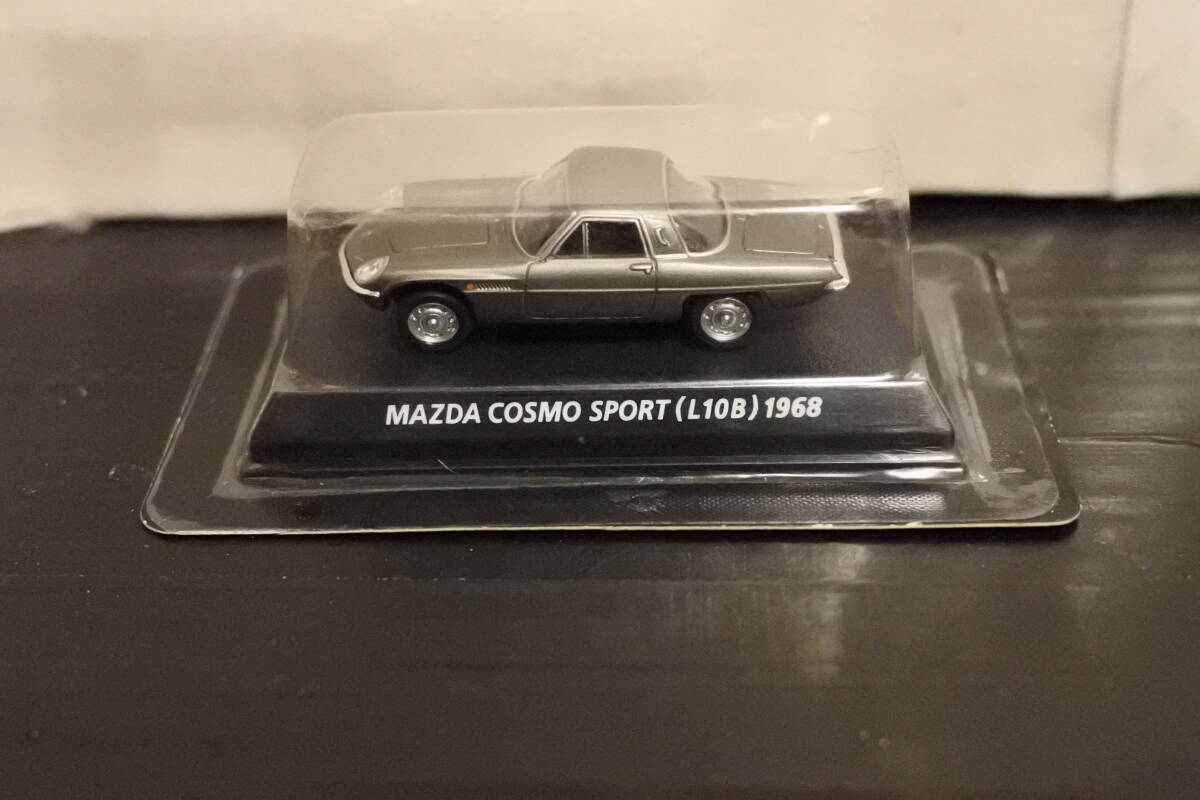 MAZDA COSMO SPORT (L10B) 1968